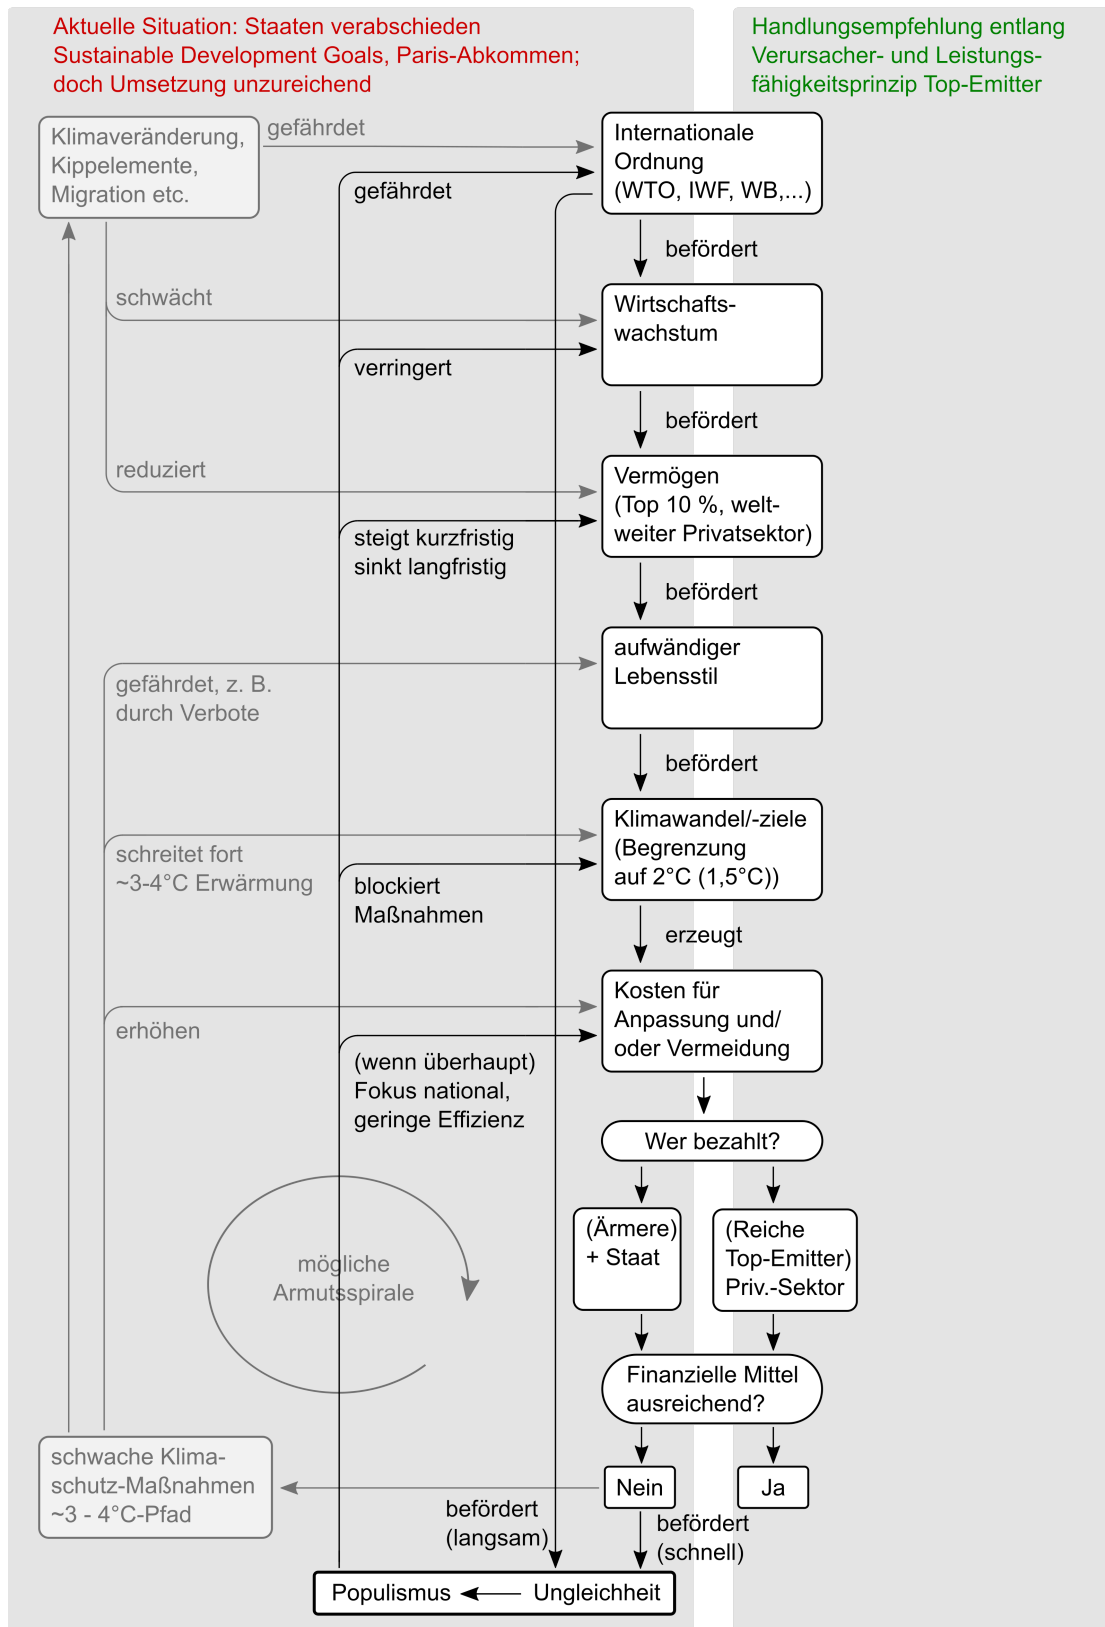 Aktuelle Situation: Staaten verabschieden
Sustainable Development Goals, Paris-Abkommen;
doch Umsetzung unzureichend
Handlungsempfehlung entlang
Verursacher- und Leistungs-
fähigkeitsprinzip Top-Emitter
Klimaveränderung,
Kippelemente,
Migration etc.
gefährdet
Internationale
Ordnung
(WTO, IWF, WB,...)
gefährdet
befördert
schwächt
Wirtschafts-
wachstum
verringert
befördert
reduziert
Vermögen
(Top 10 %, welt-
weiter Privatsektor)
steigt kurzfristig
sinkt langfristig
befördert
aufwändiger
Lebensstil
gefährdet, z. B.
durch Verbote
befördert
Klimawandel/-ziele
(Begrenzung
auf 2°C (1,5°C))
schreitet fort
~3-4°C Erwärmung
blockiert
Maßnahmen
erzeugt
Kosten für
Anpassung und/
oder Vermeidung
erhöhen
(wenn überhaupt)
Fokus national,
geringe Effizienz
Wer bezahlt?
(Ärmere)
+ Staat
(Reiche
Top-Emitter)
Priv.-Sektor
mögliche
Armutsspirale
Finanzielle Mittel
ausreichend?
schwache Klima-
schutz-Maßnahmen
~3 - 4°C-Pfad
Nein
Ja
befördert
(langsam)
befördert
(schnell)
Populismus
Ungleichheit